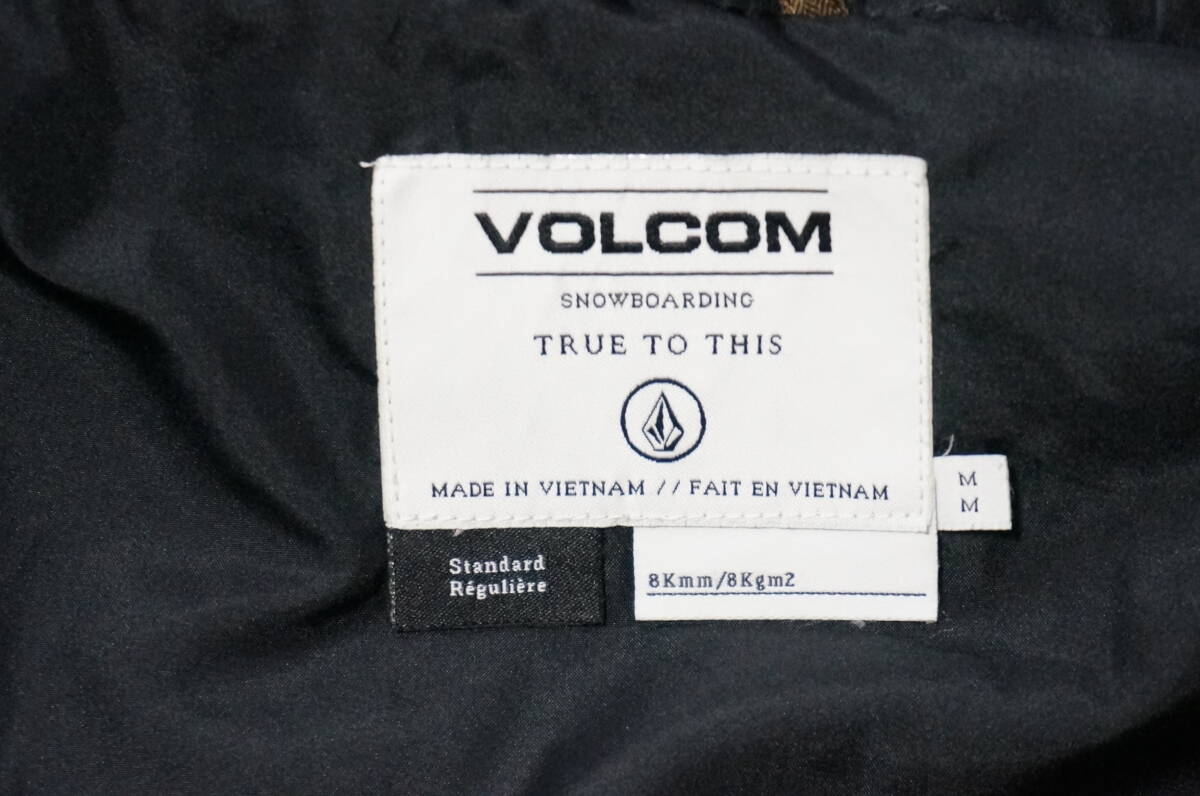 VOLCOM
SNOWBOARDING
TRUE TO THIS
MADE IN VIETNAM // FAIT EN VIETNAM
M
M
Standard
Régulière
8Kmm/8Kgm2